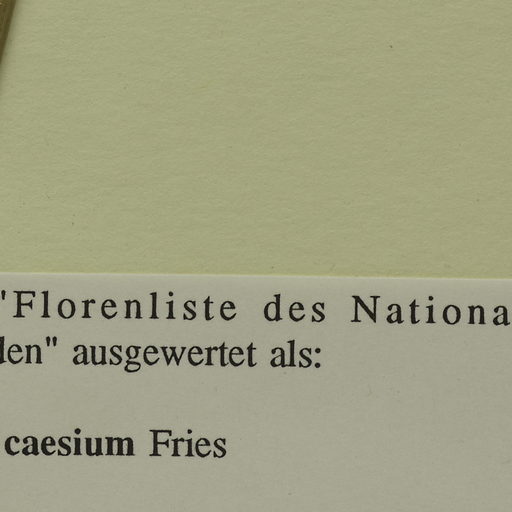 "Florenliste des Nationa
den" ausgewertet als:
caesium Fries